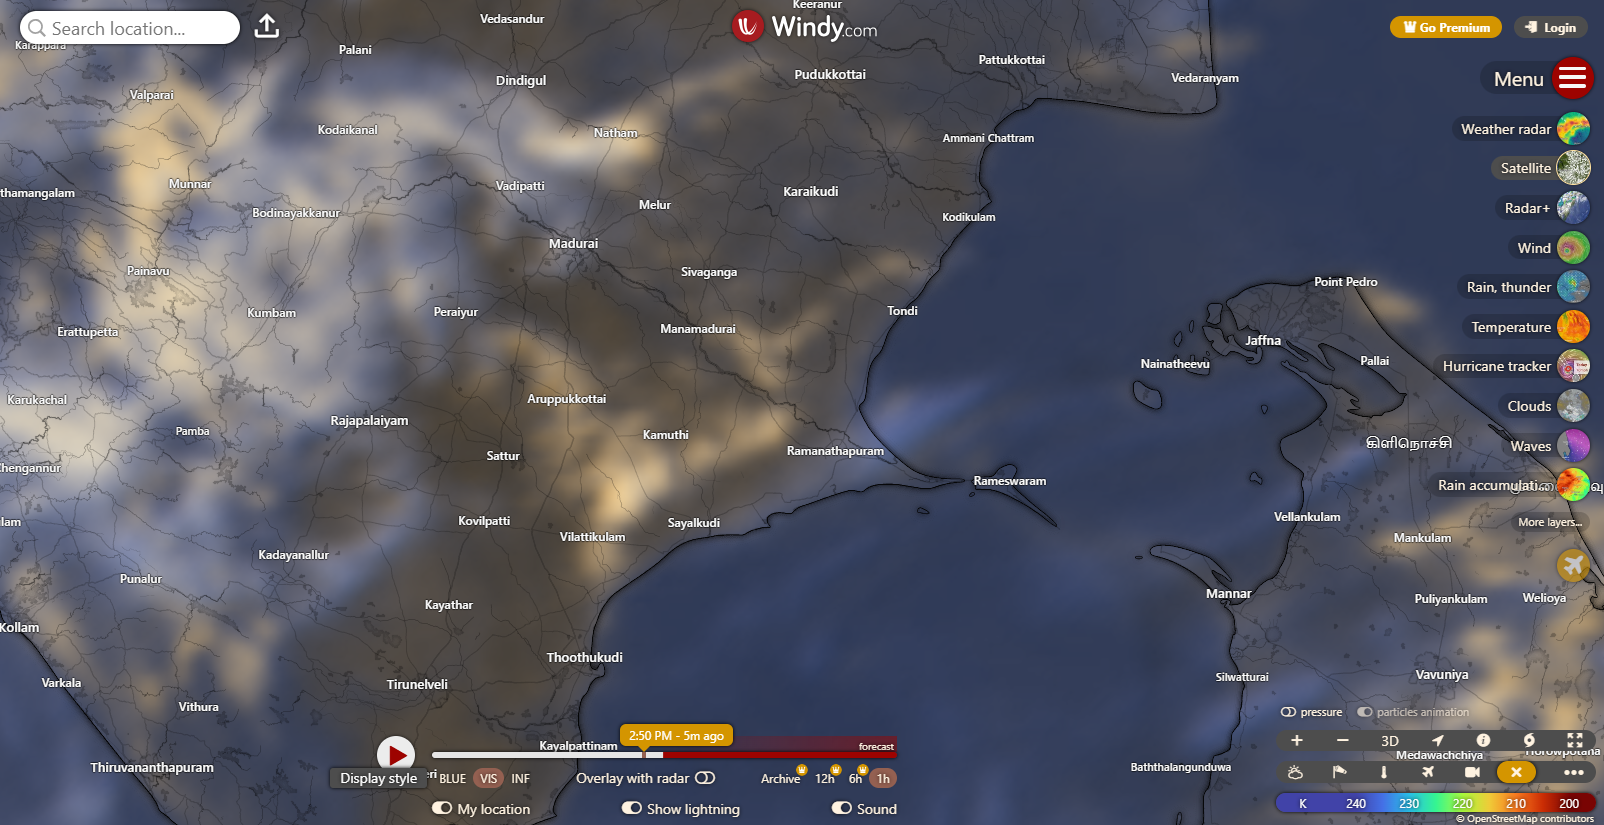 Search location...
Windy.com
Go Premium
Login
Menu
Weather radar
Satellite
Radar+
Wind
Rain, thunder
Temperature
Hurricane tracker
Clouds
Waves
Rain accumulati...
More layers...
Keeranur
Vedasandur
Karappara
Palani
Pattukkottai
Dindigul
Pudukkottai
Vedaranyam
Valparai
Kodaikanal
Natham
Ammani Chattram
Munnar
Vadipatti
Karaikudi
thamangalam
Melur
Bodinayakkanur
Kodikulam
Madurai
Painavu
Sivaganga
Point Pedro
Kumbam
Peraiyur
Tondi
Erattupetta
Manamadurai
Jaffna
Nainatheevu
Pallai
Karukachal
Aruppukkottai
Rajapalaiyam
Pamba
Kamuthi
கிளிநொச்சி
Sattur
Ramanathapuram
Chengannur
Rameswaram
Kovilpatti
Sayalkudi
Vellankulam
Vilattikulam
Mankulam
Kadayanallur
Punalur
Mannar
Puliyankulam
Welioya
Kayathar
Kollam
Thoothukudi
Vavuniya
Silwatturai
Varkala
Tirunelveli
Vithura
Kayalpattinam
Thiruvananthapuram
Baththalangunduwa
Medawachchiya
Horowpotana
2:50 PM - 5m ago
forecast
Display style
BLUE
VIS
INF
Overlay with radar
Archive
12h
6h
1h
My location
Show lightning
Sound
pressure
particles animation
3D
K 240 230 220 210 200
© OpenStreetMap contributors